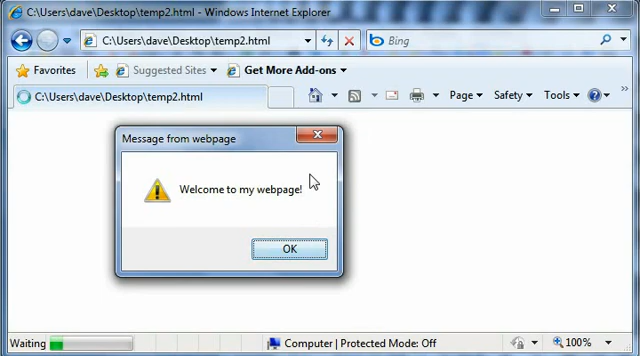 C:\Users\dave\Desktop\temp2.html - Windows Internet Explorer
C:\Users\dave\Desktop\temp2.html
Bing
Favorites
Suggested Sites
Get More Add-ons
C:\Users\dave\Desktop\temp2.html
Page
Safety
Tools
»
Message from webpage
Welcome to my webpage!
OK
Waiting
Computer | Protected Mode: Off
100%